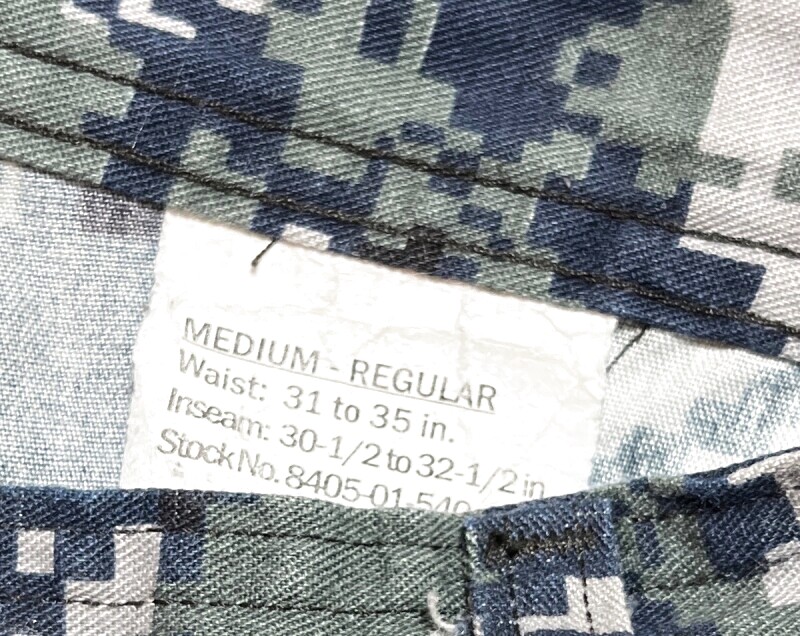 MEDIUM - REGULAR
Waist: 31 to 35 in.
Inseam: 30-1/2 to 32-1/2 in
Stock No. 8405-01-540